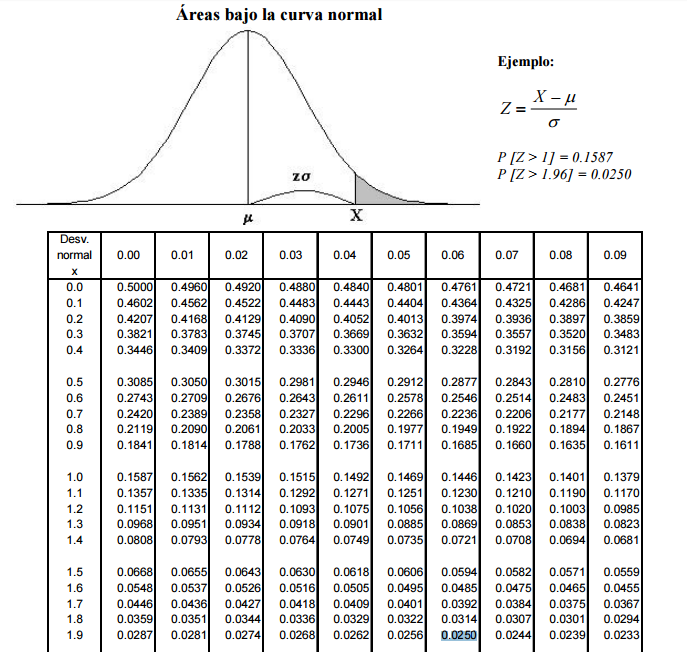 Áreas bajo la curva normal
Ejemplo:
Z = X − μ / σ
P [Z > 1] = 0.1587
P [Z > 1.96] = 0.0250
zσ
μ X
Desv. normal x 0.00 0.01 0.02 0.03 0.04 0.05 0.06 0.07 0.08 0.09
0.0 0.5000 0.4960 0.4920 0.4880 0.4840 0.4801 0.4761 0.4721 0.4681 0.4641
0.1 0.4602 0.4562 0.4522 0.4483 0.4443 0.4404 0.4364 0.4325 0.4286 0.4247
0.2 0.4207 0.4168 0.4129 0.4090 0.4052 0.4013 0.3974 0.3936 0.3897 0.3859
0.3 0.3821 0.3783 0.3745 0.3707 0.3669 0.3632 0.3594 0.3557 0.3520 0.3483
0.4 0.3446 0.3409 0.3372 0.3336 0.3300 0.3264 0.3228 0.3192 0.3156 0.3121
0.5 0.3085 0.3050 0.3015 0.2981 0.2946 0.2912 0.2877 0.2843 0.2810 0.2776
0.6 0.2743 0.2709 0.2676 0.2643 0.2611 0.2578 0.2546 0.2514 0.2483 0.2451
0.7 0.2420 0.2389 0.2358 0.2327 0.2296 0.2266 0.2236 0.2206 0.2177 0.2148
0.8 0.2119 0.2090 0.2061 0.2033 0.2005 0.1977 0.1949 0.1922 0.1894 0.1867
0.9 0.1841 0.1814 0.1788 0.1762 0.1736 0.1711 0.1685 0.1660 0.1635 0.1611
1.0 0.1587 0.1562 0.1539 0.1515 0.1492 0.1469 0.1446 0.1423 0.1401 0.1379
1.1 0.1357 0.1335 0.1314 0.1292 0.1271 0.1251 0.1230 0.1210 0.1190 0.1170
1.2 0.1151 0.1131 0.1112 0.1093 0.1075 0.1056 0.1038 0.1020 0.1003 0.0985
1.3 0.0968 0.0951 0.0934 0.0918 0.0901 0.0885 0.0869 0.0853 0.0838 0.0823
1.4 0.0808 0.0793 0.0778 0.0764 0.0749 0.0735 0.0721 0.0708 0.0694 0.0681
1.5 0.0668 0.0655 0.0643 0.0630 0.0618 0.0606 0.0594 0.0582 0.0571 0.0559
1.6 0.0548 0.0537 0.0526 0.0516 0.0505 0.0495 0.0485 0.0475 0.0465 0.0455
1.7 0.0446 0.0436 0.0427 0.0418 0.0409 0.0401 0.0392 0.0384 0.0375 0.0367
1.8 0.0359 0.0351 0.0344 0.0336 0.0329 0.0322 0.0314 0.0307 0.0301 0.0294
1.9 0.0287 0.0281 0.0274 0.0268 0.0262 0.0256 0.0250 0.0244 0.0239 0.0233